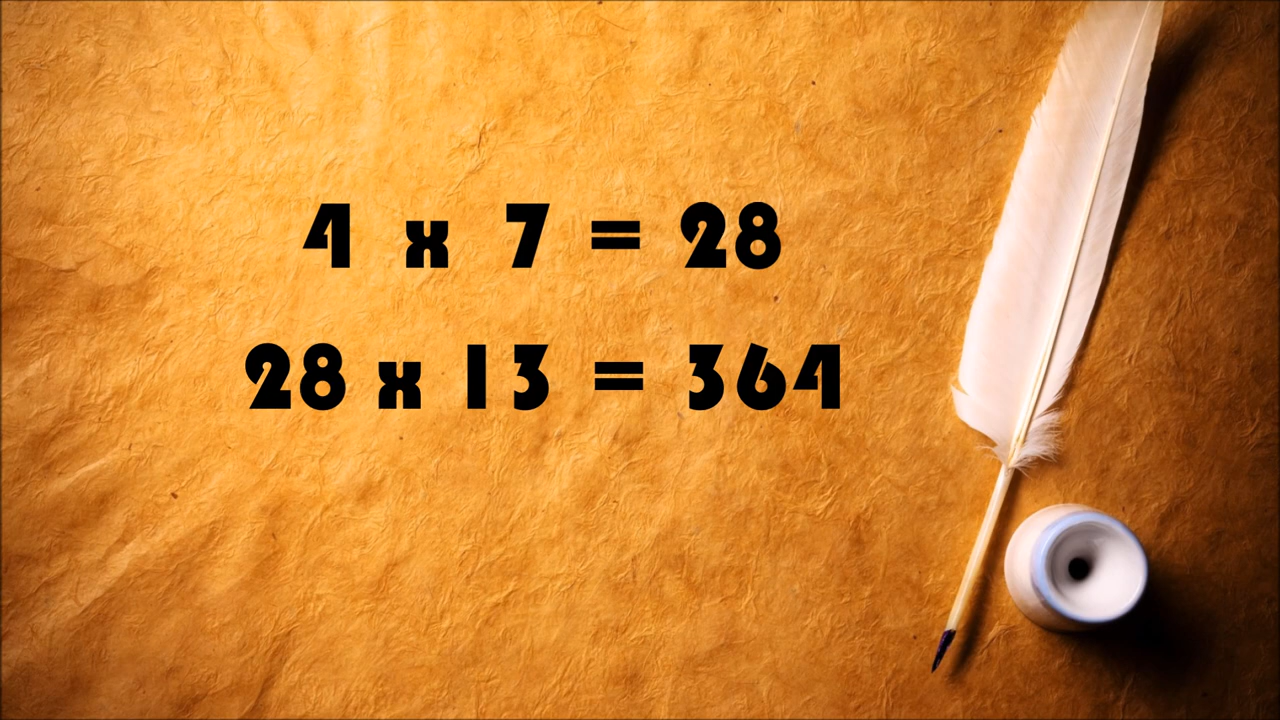 4 x 7 = 28
28 x 13 = 364